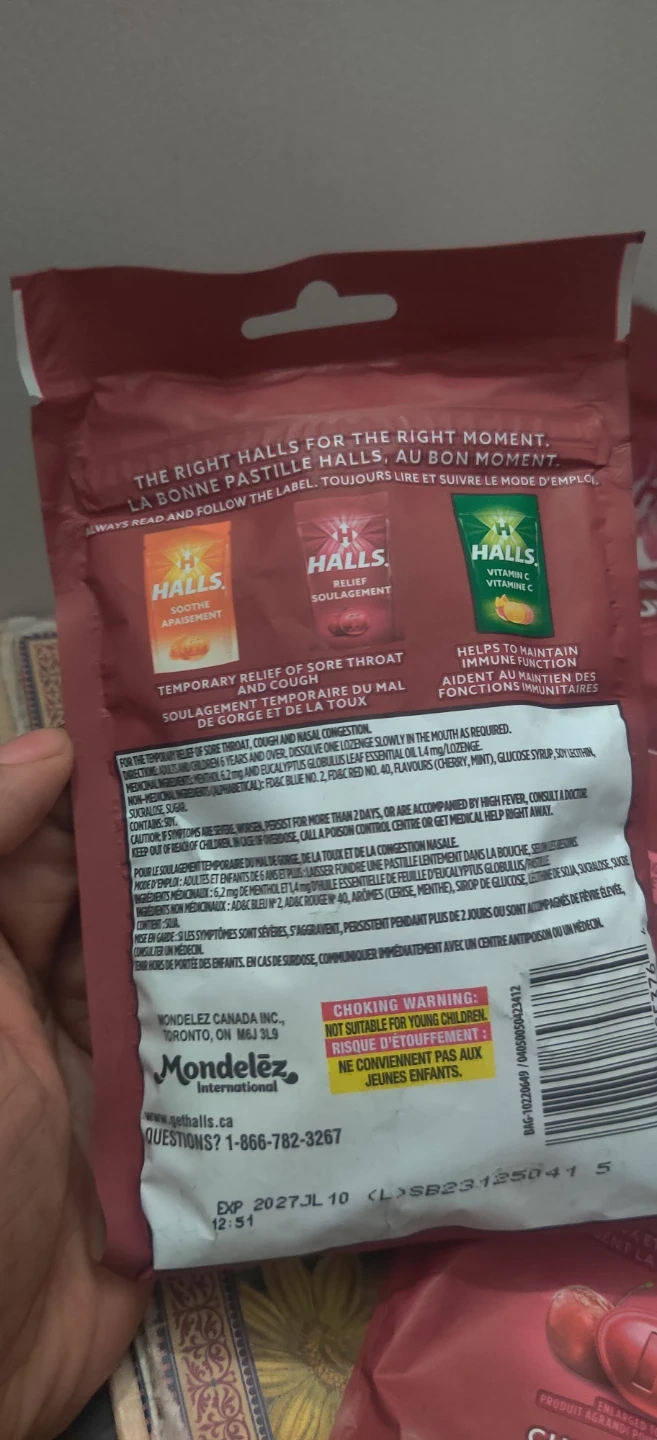 THE RIGHT HALLS FOR THE RIGHT MOMENT.
LA BONNE PASTILLE HALLS, AU BON MOMENT.
ALWAYS READ AND FOLLOW THE LABEL. TOUJOURS LIRE ET SUIVRE LE MODE D'EMPLOI.
HALLS.
SOOTHE
APAISEMENT
HALLS.
RELIEF
SOULAGEMENT
H
HALLS.
VITAMIN C
VITAMINE C
TEMPORARY RELIEF OF SORE THROAT
AND COUGH
SOULAGEMENT TEMPORAIRE DU MAL
DE GORGE ET DE LA TOUX
HELPS TO MAINTAIN
IMMUNE FUNCTION
AIDENT AU MAINTIEN DES
FONCTIONS IMMUNITAIRES
FOR THE TEMPORARY RELIEF OF SORE THROAT, COUGH AND NASAL CONGESTION.
DIRECTIONS: ADULTS AND CHILDREN 6 YEARS AND OVER, DISSOLVE ONE LOZENGE SLOWLY IN THE MOUTH AS REQUIRED.
MEDICINAL INGREDIENTS: MENTHOL 6.2 mg AND EUCALYPTUS GLOBULUS LEAF ESSENTIAL OIL 1.4 mg/LOZENGE.
NON-MEDICINAL INGREDIENTS (ALPHABETICAL): FD&C BLUE NO. 2, FD&C RED NO. 40, FLAVOURS (CHERRY, MINT), GLUCOSE SYRUP, SOY LECITHIN,
SUCRALOSE, SUGAR.
CONTAINS: SOY.
CAUTION: IF SYMPTOMS ARE SEVERE, WORSEN, PERSIST FOR MORE THAN 2 DAYS, OR ARE ACCOMPANIED BY HIGH FEVER, CONSULT A DOCTOR
KEEP OUT OF REACH OF CHILDREN. IN CASE OF OVERDOSE, CALL A POISON CONTROL CENTRE OR GET MEDICAL HELP RIGHT AWAY.
POUR LE SOULAGEMENT TEMPORAIRE DU MAL DE GORGE, DE LA TOUX ET DE LA CONGESTION NASALE.
MODE D'EMPLOI : ADULTES ET ENFANTS DE 6 ANS ET PLUS : LAISSER FONDRE UNE PASTILLE LENTEMENT DANS LA BOUCHE, SELON LES BESOINS
INGRÉDIENTS MÉDICINAUX : 6,2 mg DE MENTHOL ET 1,4 mg D'HUILE ESSENTIELLE DE FEUILLE D'EUCALYPTUS GLOBULUS/PASTILLE
INGRÉDIENTS NON MÉDICINAUX : AD&C BLEU Nº 2, AD&C ROUGE Nº 40, ARÔMES (CERISE, MENTHE), SIROP DE GLUCOSE, LÉCITHINE DE SOJA, SUCRALOSE, SUCRE
CONTENT : SOJA.
MISE EN GARDE : SI LES SYMPTÔMES SONT SÉVÈRES, S'AGGRAVENT, PERSISTENT PENDANT PLUS DE 2 JOURS OU SONT ACCOMPAGNÉS DE FIÈVRE ÉLEVÉE,
CONSULTER UN MÉDECIN.
TENIR HORS DE PORTÉE DES ENFANTS. EN CAS DE SURDOSE, COMMUNIQUER IMMÉDIATEMENT AVEC UN CENTRE ANTIPOISON OU UN MÉDECIN.
MONDELEZ CANADA INC.,
TORONTO, ON M6J 3L9
Mondelēz
International
www.gethalls.ca
QUESTIONS? 1-866-782-3267
CHOKING WARNING:
NOT SUITABLE FOR YOUNG CHILDREN.
RISQUE D'ÉTOUFFEMENT :
NE CONVIENNENT PAS AUX
JEUNES ENFANTS.
BAG-10220649 / 04050050423412
EXP 2027JL10 (L)SB23125041 5
12:51
ENLARGED
PRODUIT AGRANDI